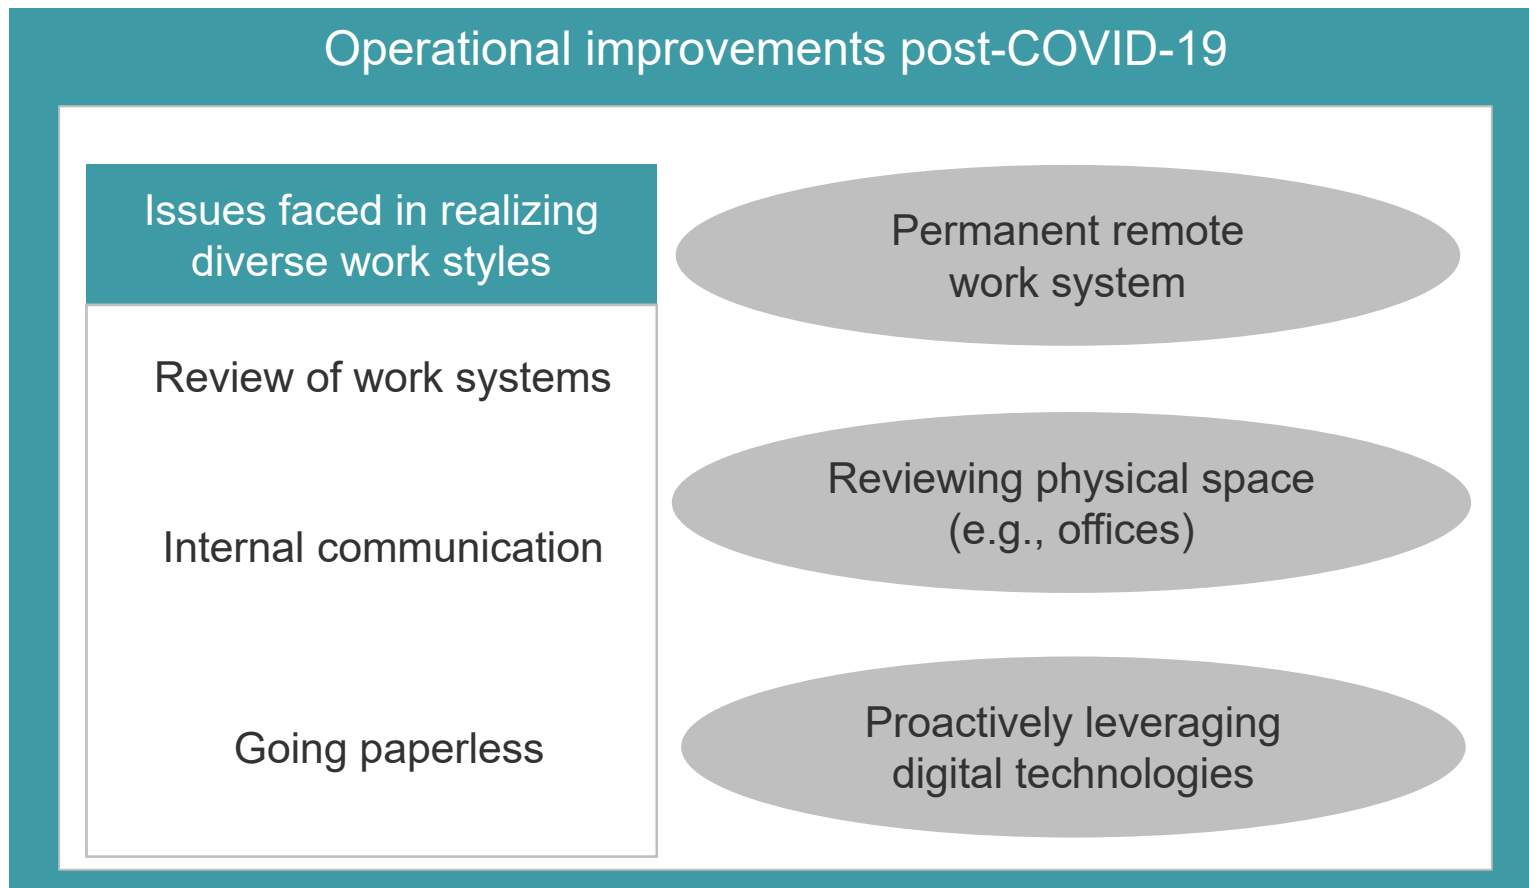 Operational improvements post-COVID-19
Issues faced in realizing
diverse work styles
Review of work systems
Internal communication
Going paperless
Permanent remote
work system
Reviewing physical space
(e.g., offices)
Proactively leveraging
digital technologies